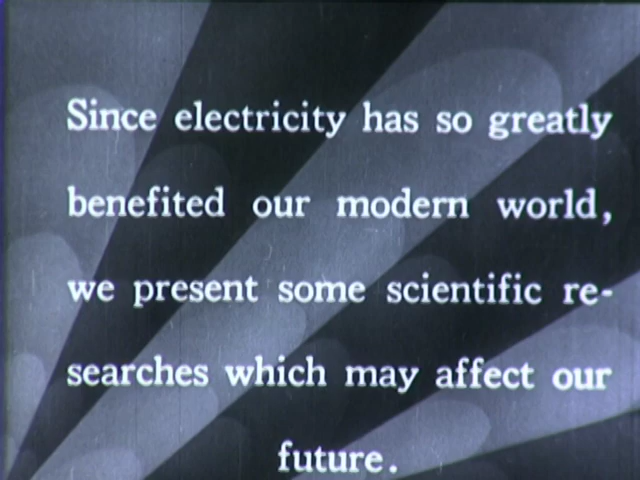 Since electricity has so greatly
benefited our modern world,
we present some scientific re-
searches which may affect our
future.